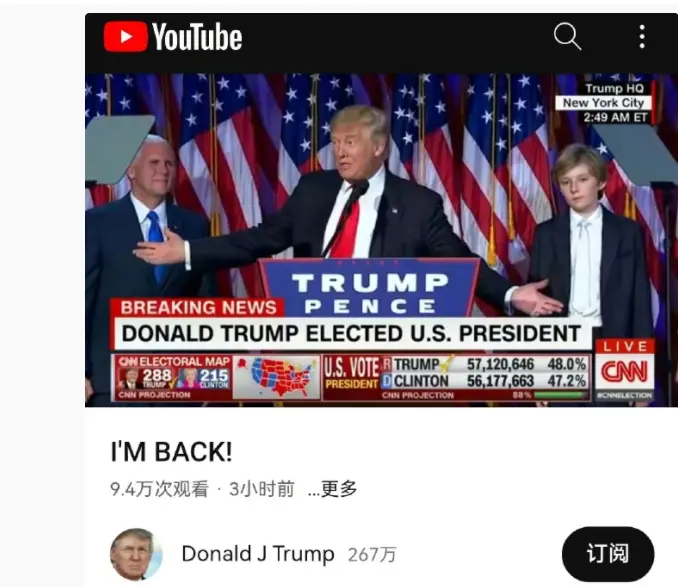 YouTube
Trump HQ
New York City
2:49 AM ET
TRUMP
PENCE
BREAKING NEWS
DONALD TRUMP ELECTED U.S. PRESIDENT
LIVE
CNN
#CNNELECTION
CNN ELECTORAL MAP
288 215
TRUMP CLINTON
CNN PROJECTION
U.S. VOTE
PRESIDENT
R TRUMP 57,120,646 48.0%
D CLINTON 56,177,663 47.2%
CNN PROJECTION 88%
I'M BACK!
9.4万次观看 · 3小时前 ...更多
Donald J Trump 267万
订阅